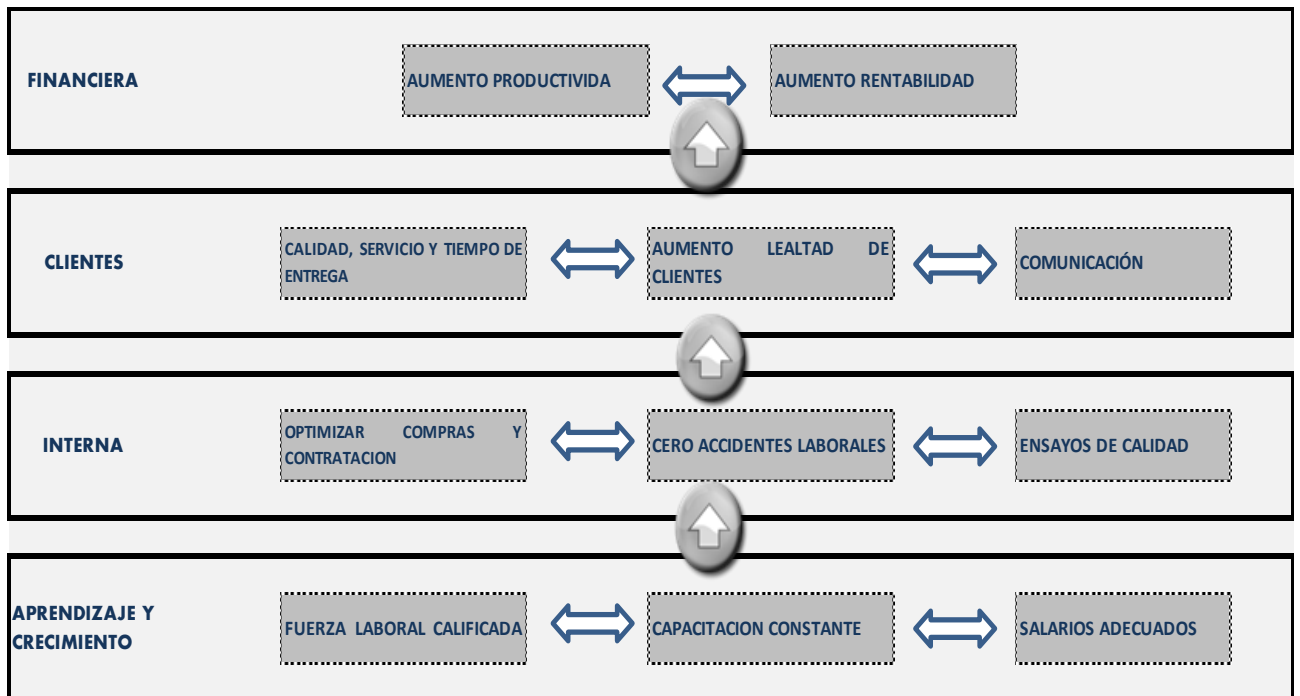 FINANCIERA
AUMENTO PRODUCTIVIDA
AUMENTO RENTABILIDAD
CLIENTES
CALIDAD, SERVICIO Y TIEMPO DE
ENTREGA
AUMENTO LEALTAD DE
CLIENTES
COMUNICACIÓN
INTERNA
OPTIMIZAR COMPRAS Y
CONTRATACION
CERO ACCIDENTES LABORALES
ENSAYOS DE CALIDAD
APRENDIZAJE Y
CRECIMIENTO
FUERZA LABORAL CALIFICADA
CAPACITACION CONSTANTE
SALARIOS ADECUADOS